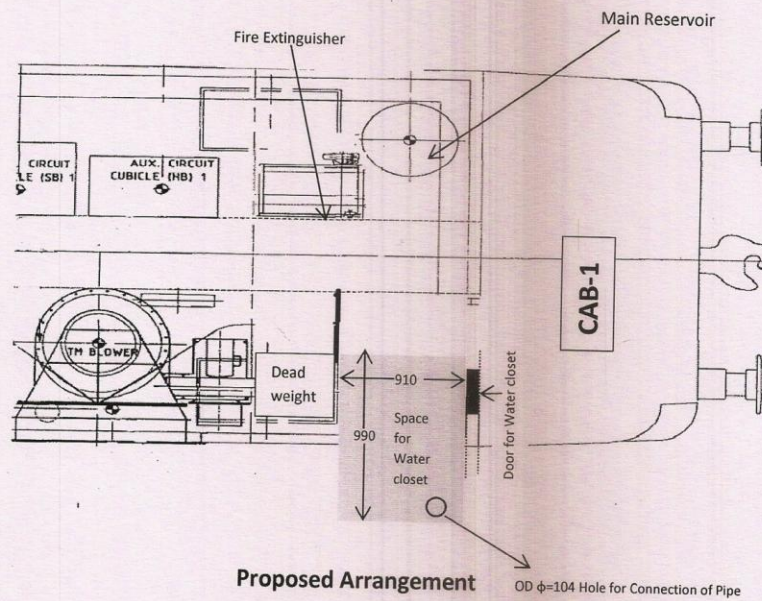 Main Reservoir
Fire Extinguisher
CIRCUIT
LE (SB) 1
AUX. CIRCUIT
CUBICLE (HB) 1
CAB-1
TM BLOWER
Dead
weight
910
990
Space
for
Water
closet
Door for Water closet
Proposed Arrangement
OD ф=104 Hole for Connection of Pipe